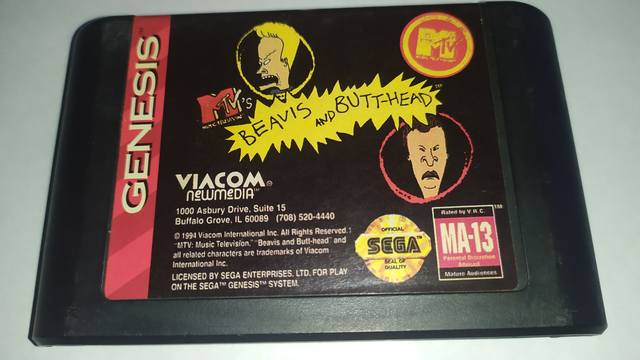 GENESIS
MTV
MUSIC TELEVISION
MTV'S
BEAVIS AND BUTT-HEAD™
VIACOM®
newmedia™
1000 Asbury Drive, Suite 15
Buffalo Grove, IL 60089 (708) 520-4440
© 1994 Viacom International Inc. All Rights Reserved.
"MTV: Music Television," "Beavis and Butt-head" and
all related characters are trademarks of Viacom
International Inc.
LICENSED BY SEGA ENTERPRISES, LTD. FOR PLAY
ON THE SEGA™ GENESIS™ SYSTEM.
OFFICIAL
SEGA
SEAL OF
QUALITY
Rated by V.R.C.
TM
MA-13
Parental Discretion
Advised
Mature Audiences